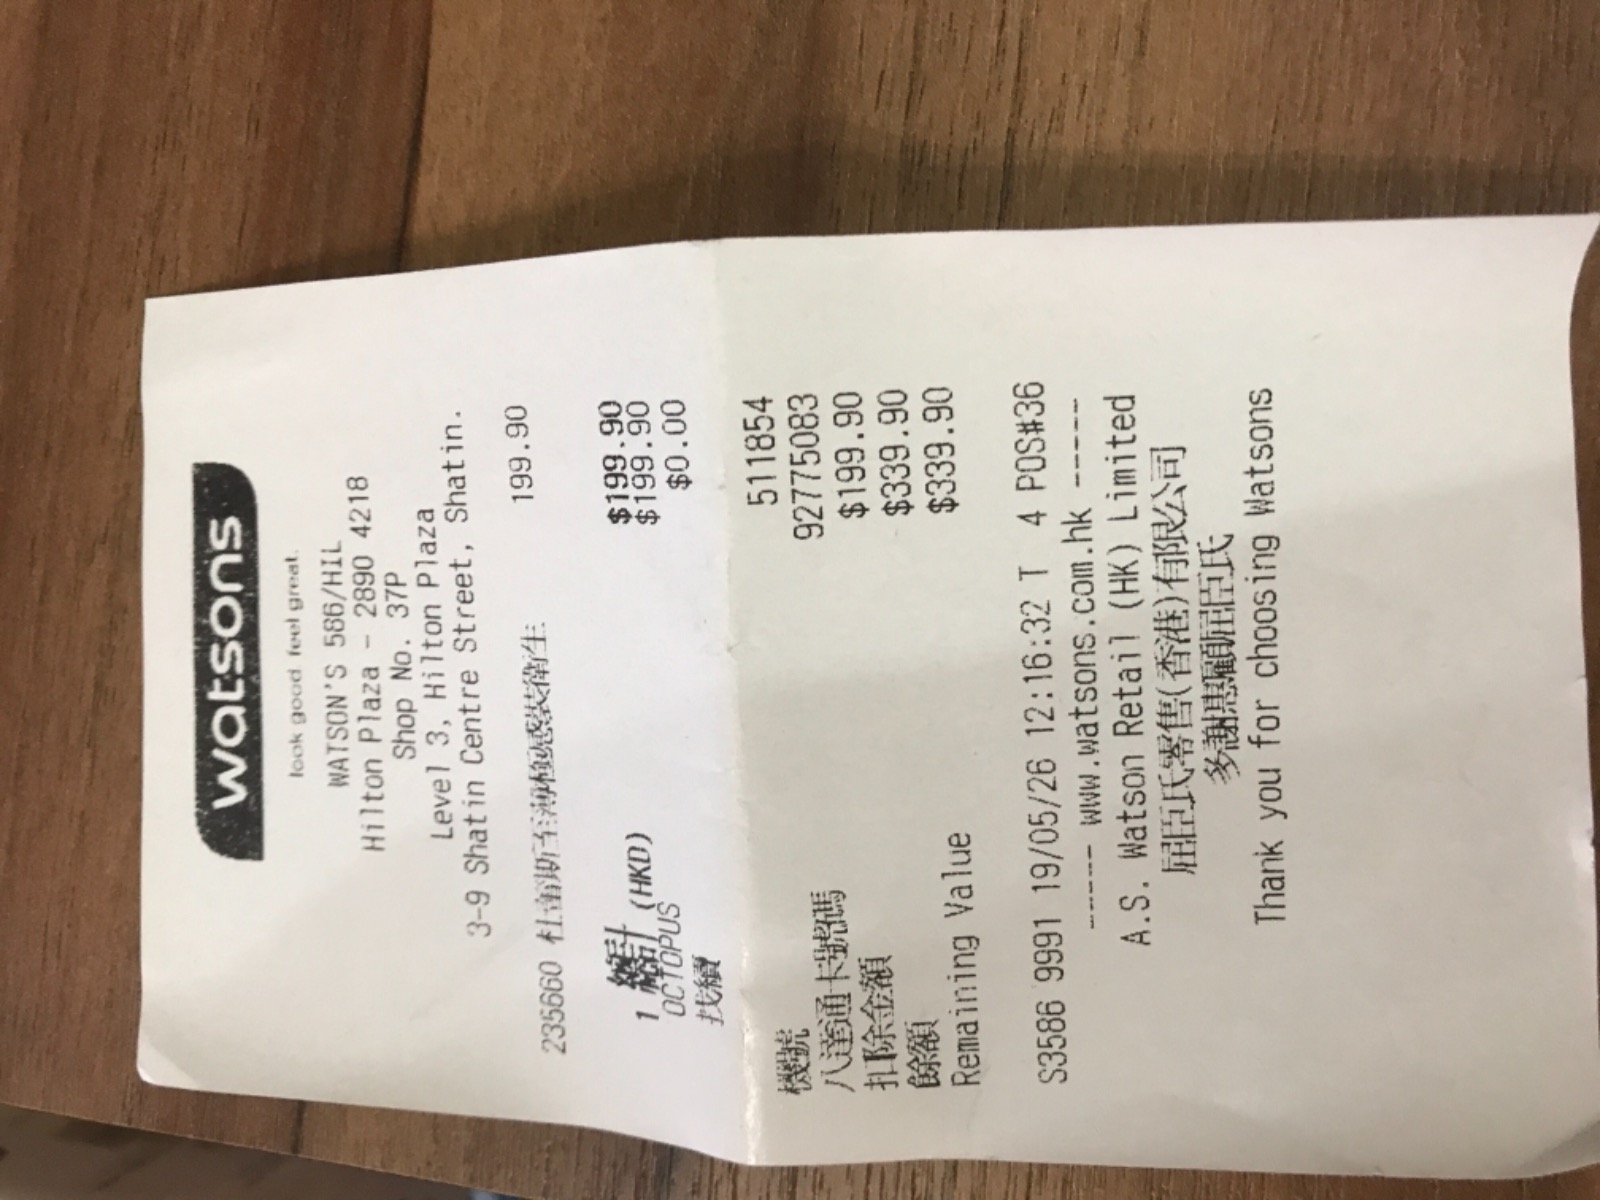 watsons
look good. feel great.
WATSON'S 586/HIL
Hilton Plaza - 2890 4218
Shop No. 37P
Level 3, Hilton Plaza
3-9 Shatin Centre Street, Shatin.
235660 杜蕾斯至薄極感裝衛生 199.90
1 總計 (HKD) $199.90
OCTOPUS $199.90
找續 $0.00
機號 511854
八達通卡號碼 92775083
扣除金額 $199.90
餘額 $339.90
Remaining Value $339.90
S3586 9991 19/05/26 12:16:32 T 4 POS#36
----- www.watsons.com.hk -----
A.S. Watson Retail (HK) Limited
屈臣氏零售(香港)有限公司
多謝惠顧屈臣氏
Thank you for choosing Watsons